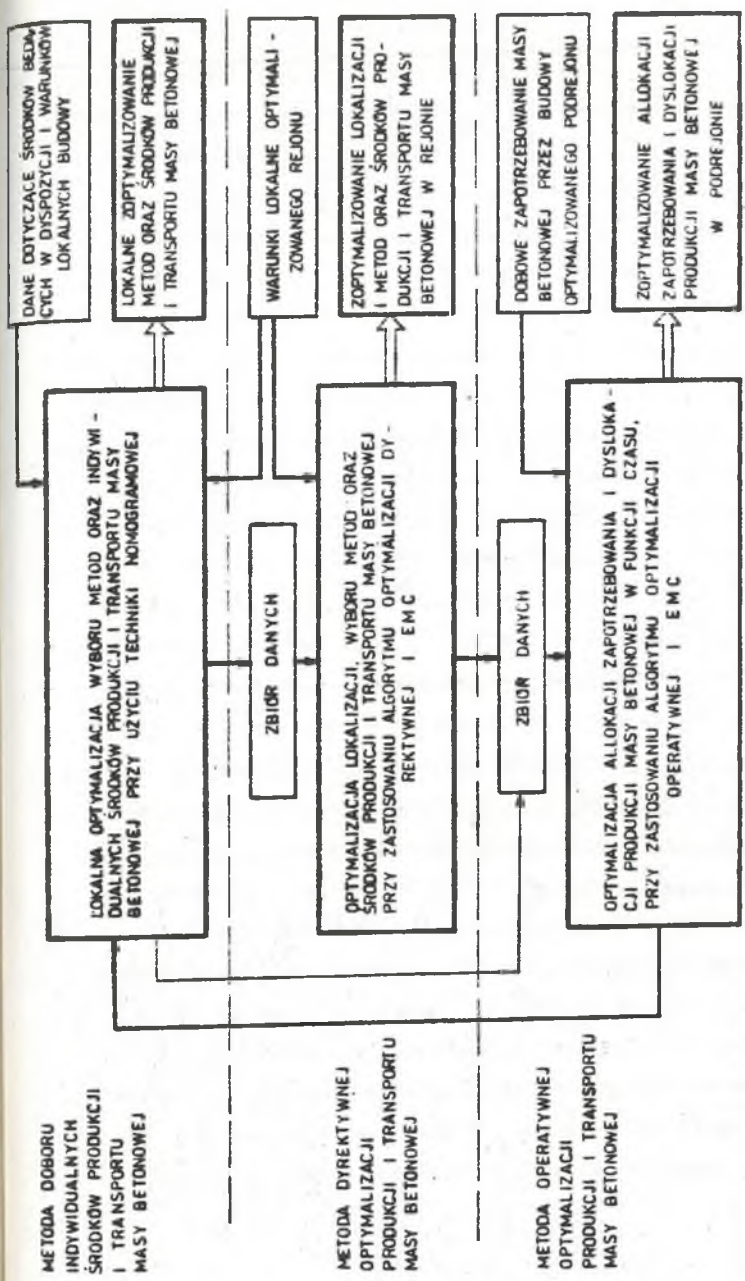 METODA DOBORU
INDYWIDUALNYCH
ŚRODKÓW PRODUKCJI
I TRANSPORTU
MASY BETONOWEJ
LOKALNA OPTYMALIZACJA WYBORU METOD ORAZ INDYWI -
DUALNYCH ŚRODKÓW PRODUKCJI I TRANSPORTU MASY
BETONOWEJ PRZY UŻYCIU TECHNIKI NOMOGRAMOWEJ
DANE DOTYCZĄCE ŚRODKÓW BĘDĄ
CYCH W DYSPOZYCJI I WARUNKÓW
LOKALNYCH BUDOWY
LOKALNE ZOPTYMALIZOWANIE
METOD ORAZ ŚRODKÓW PRODUKCJI
I TRANSPORTU MASY BETONOWEJ
ZBIÓR DANYCH
WARUNKI LOKALNE OPTYMALI -
ZOWANEGO REJONU
METODA DYREKTYWNEJ
OPTYMALIZACJI
PRODUKCJI I TRANSPORTU
MASY BETONOWEJ
OPTYMALIZACJA LOKALIZACJI, WYBORU METOD ORAZ
ŚRODKÓW PRODUKCJI I TRANSPORTU MASY BETONOWEJ
PRZY ZASTOSOWANIU ALGORYTMU OPTYMALIZACJI DY -
REKTYWNEJ I EMC
ZOPTYMALIZOWANIE LOKALIZACJI
I METOD ORAZ ŚRODKÓW PRO -
DUKCJI I TRANSPORTU MASY
BETONOWEJ W REJONIE
ZBIÓR DANYCH
DOBOWE ZAPOTRZEBOWANIE MASY
BETONOWEJ PRZEZ BUDOWY
OPTYMALIZOWANEGO PODREJONU
METODA OPERATYWNEJ
OPTYMALIZACJI
PRODUKCJI I TRANSPORTU
MASY BETONOWEJ
OPTYMALIZACJA ALLOKACJI ZAPOTRZEBOWANIA I DYSLOKA -
CJI PRODUKCJI MASY BETONOWEJ W FUNKCJI CZASU,
PRZY ZASTOSOWANIU ALGORYTMU OPTYMALIZACJI
OPERATYWNEJ I EMC
ZOPTYMALIZOWANIE ALLOKACJI
ZAPOTRZEBOWANIA I DYSLOKACJI
PRODUKCJI MASY BETONOWEJ
W PODREJONIE